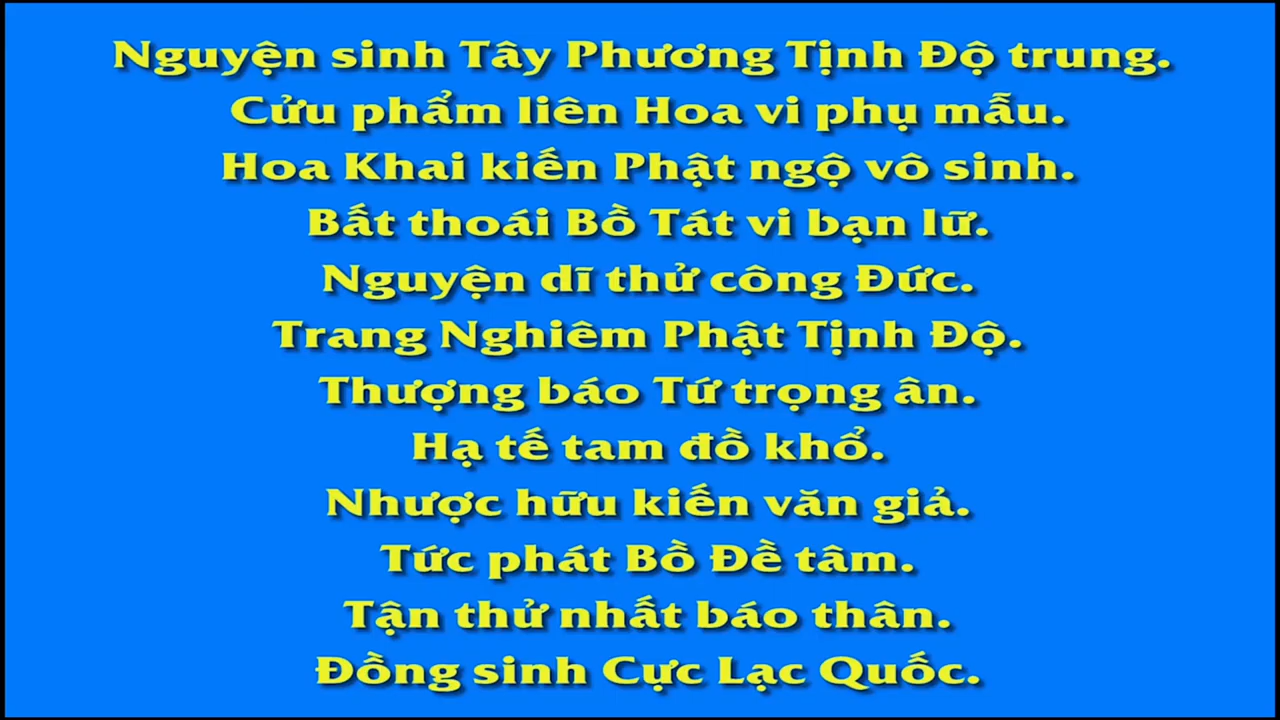 Nguyện sinh Tây Phương Tịnh Độ trung.
Cửu phẩm liên Hoa vi phụ mẫu.
Hoa Khai kiến Phật ngộ vô sinh.
Bất thoái Bồ Tát vi bạn lữ.
Nguyện dĩ thử công Đức.
Trang Nghiêm Phật Tịnh Độ.
Thượng báo Tứ trọng ân.
Hạ tế tam đồ khổ.
Nhược hữu kiến văn giả.
Tức phát Bồ Đề tâm.
Tận thử nhất báo thân.
Đồng sinh Cực Lạc Quốc.